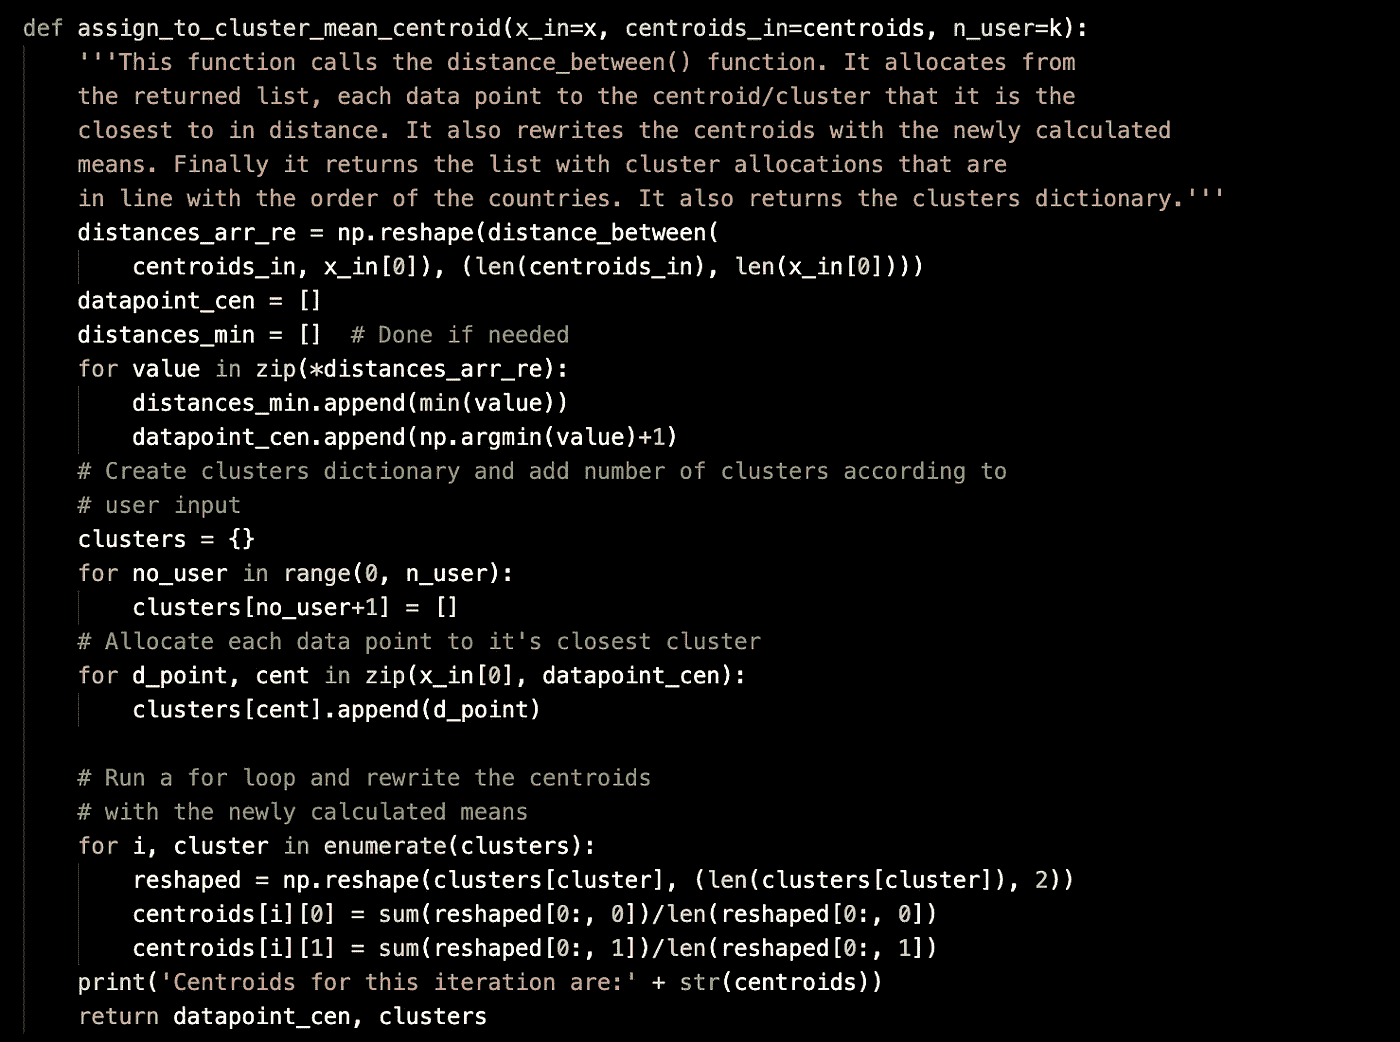 def assign_to_cluster_mean_centroid(x_in=x, centroids_in=centroids, n_user=k):
    '''This function calls the distance_between() function. It allocates from
    the returned list, each data point to the centroid/cluster that it is the
    closest to in distance. It also rewrites the centroids with the newly calculated
    means. Finally it returns the list with cluster allocations that are
    in line with the order of the countries. It also returns the clusters dictionary.'''
    distances_arr_re = np.reshape(distance_between(
        centroids_in, x_in[0]), (len(centroids_in), len(x_in[0])))
    datapoint_cen = []
    distances_min = []  # Done if needed
    for value in zip(*distances_arr_re):
        distances_min.append(min(value))
        datapoint_cen.append(np.argmin(value)+1)
    # Create clusters dictionary and add number of clusters according to
    # user input
    clusters = {}
    for no_user in range(0, n_user):
        clusters[no_user+1] = []
    # Allocate each data point to it's closest cluster
    for d_point, cent in zip(x_in[0], datapoint_cen):
        clusters[cent].append(d_point)

    # Run a for loop and rewrite the centroids
    # with the newly calculated means
    for i, cluster in enumerate(clusters):
        reshaped = np.reshape(clusters[cluster], (len(clusters[cluster]), 2))
        centroids[i][0] = sum(reshaped[0:, 0])/len(reshaped[0:, 0])
        centroids[i][1] = sum(reshaped[0:, 1])/len(reshaped[0:, 1])
    print('Centroids for this iteration are:' + str(centroids))
    return datapoint_cen, clusters